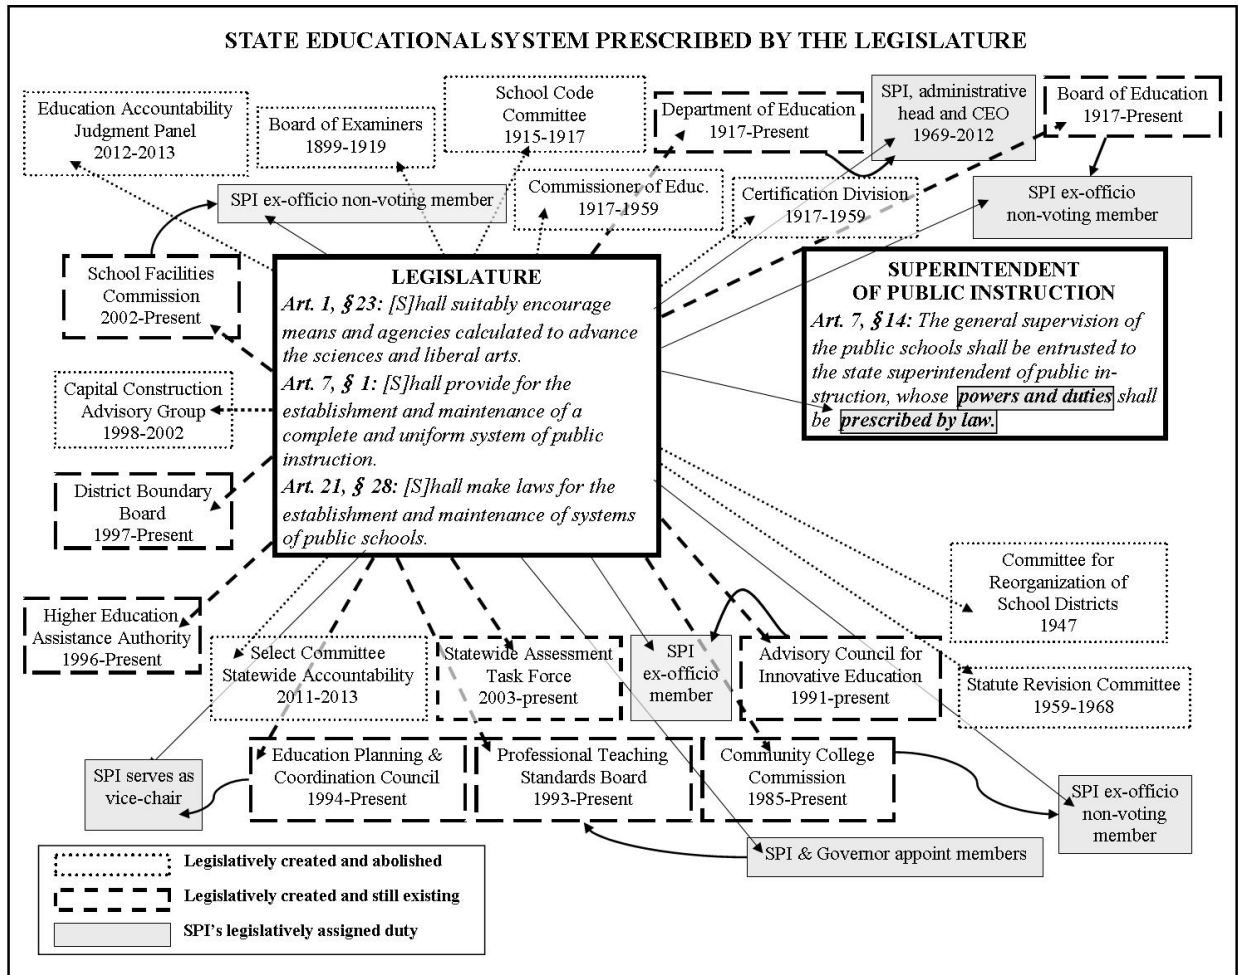 STATE EDUCATIONAL SYSTEM PRESCRIBED BY THE LEGISLATURE
Education Accountability
Judgment Panel
2012-2013
Board of Examiners
1899-1919
School Code
Committee
1915-1917
Department of Education
1917-Present
SPI, administrative
head and CEO
1969-2012
Board of Education
1917-Present
SPI ex-officio non-voting member
Commissioner of Educ.
1917-1959
Certification Division
1917-1959
SPI ex-officio
non-voting member
School Facilities
Commission
2002-Present
Capital Construction
Advisory Group
1998-2002
District Boundary
Board
1997-Present
Higher Education
Assistance Authority
1996-Present
LEGISLATURE
Art. 1, § 23: [S]hall suitably encourage
means and agencies calculated to advance
the sciences and liberal arts.
Art. 7, § 1: [S]hall provide for the
establishment and maintenance of a
complete and uniform system of public
instruction.
Art. 21, § 28: [S]hall make laws for the
establishment and maintenance of systems
of public schools.
SUPERINTENDENT
OF PUBLIC INSTRUCTION
Art. 7, §14: The general supervision of
the public schools shall be entrusted to
the state superintendent of public in-
struction, whose powers and duties shall
be prescribed by law.
Committee for
Reorganization of
School Districts
1947
Select Committee
Statewide Accountability
2011-2013
Statewide Assessment
Task Force
2003-present
SPI
ex-officio
member
Advisory Council for
Innovative Education
1991-present
Statute Revision Committee
1959-1968
SPI serves as
vice-chair
Education Planning &
Coordination Council
1994-Present
Professional Teaching
Standards Board
1993-Present
Community College
Commission
1985-Present
SPI ex-officio
non-voting
member
SPI & Governor appoint members
Legislatively created and abolished
Legislatively created and still existing
SPI's legislatively assigned duty